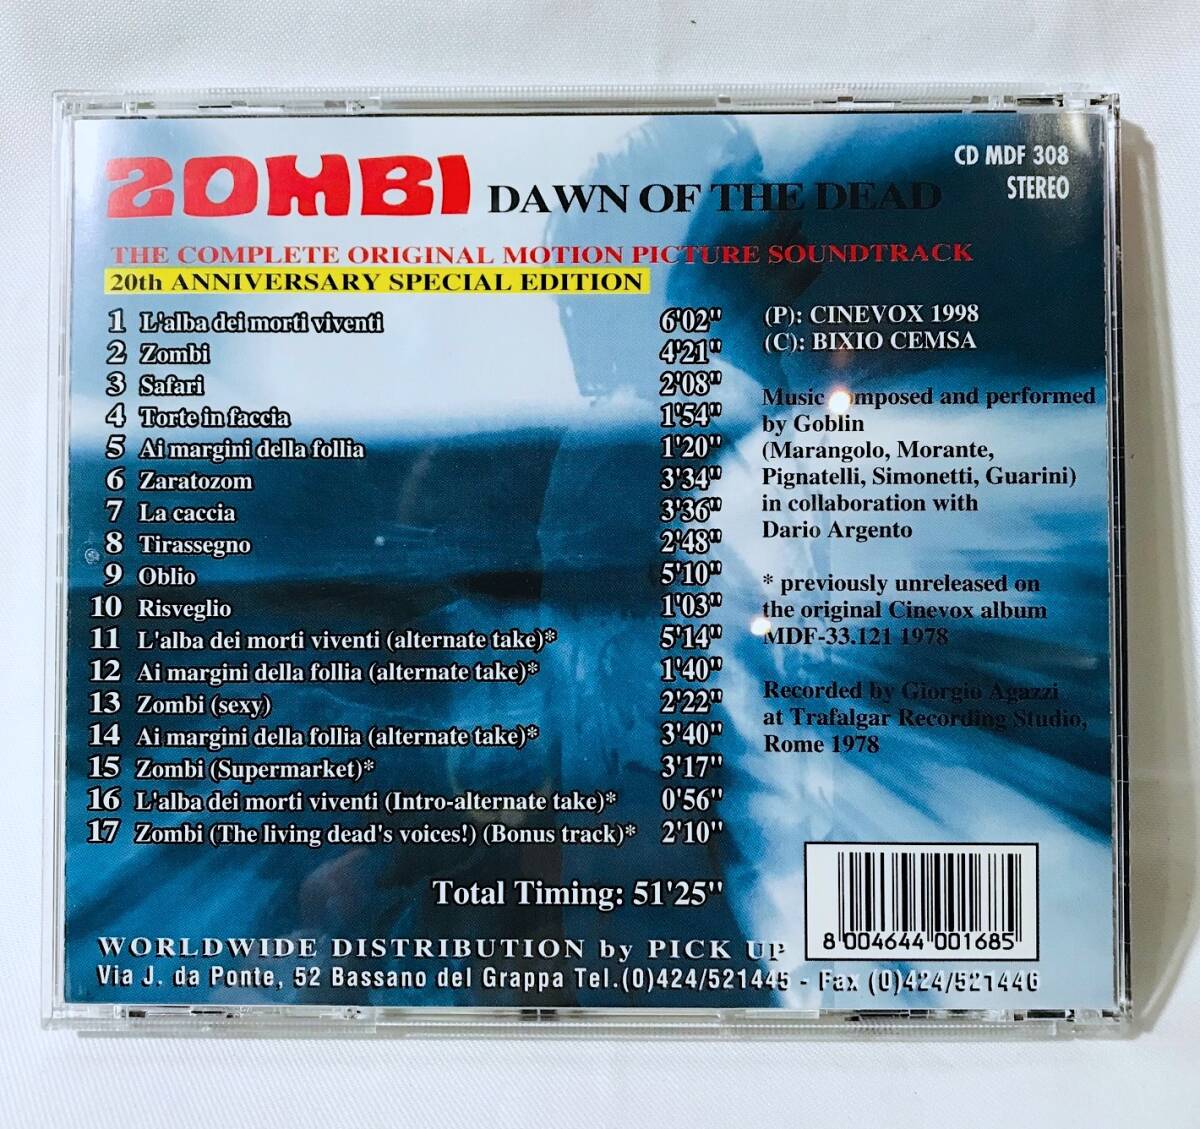 ZOMBI DAWN OF THE DEAD
CD MDF 308
STEREO
THE COMPLETE ORIGINAL MOTION PICTURE SOUNDTRACK
20th ANNIVERSARY SPECIAL EDITION
1 L'alba dei morti viventi 6'02"
2 Zombi 4'21"
3 Safari 2'08"
4 Torte in faccia 1'54"
5 Ai margini della follia 1'20"
6 Zaratozom 3'34"
7 La caccia 3'36"
8 Tirassegno 2'48"
9 Oblio 5'10"
10 Risveglio 1'03"
11 L'alba dei morti viventi (alternate take)* 5'14"
12 Ai margini della follia (alternate take)* 1'40"
13 Zombi (sexy) 2'22"
14 Ai margini della follia (alternate take)* 3'40"
15 Zombi (Supermarket)* 3'17"
16 L'alba dei morti viventi (Intro-alternate take)* 0'56"
17 Zombi (The living dead's voices!) (Bonus track)* 2'10"
Total Timing: 51'25"
(P): CINEVOX 1998
(C): BIXIO CEMSA
Music composed and performed
by Goblin
(Marangolo, Morante,
Pignatelli, Simonetti, Guarini)
in collaboration with
Dario Argento
* previously unreleased on
the original Cinevox album
MDF-33.121 1978
Recorded by Giorgio Agazzi
at Trafalgar Recording Studio,
Rome 1978
8 004644 001685
WORLDWIDE DISTRIBUTION by PICK UP
Via J. da Ponte, 52 Bassano del Grappa Tel.(0)424/521445 - Fax (0)424/521446